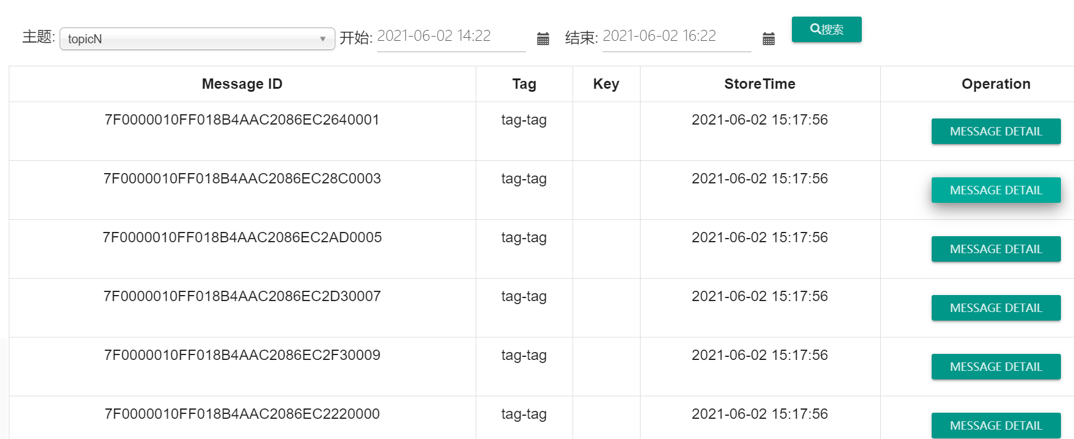 主题: topicN 开始: 2021-06-02 14:22 结束: 2021-06-02 16:22 搜索
Message ID Tag Key StoreTime Operation
7F0000010FF018B4AAC2086EC2640001 tag-tag 2021-06-02 15:17:56 MESSAGE DETAIL
7F0000010FF018B4AAC2086EC28C0003 tag-tag 2021-06-02 15:17:56 MESSAGE DETAIL
7F0000010FF018B4AAC2086EC2AD0005 tag-tag 2021-06-02 15:17:56 MESSAGE DETAIL
7F0000010FF018B4AAC2086EC2D30007 tag-tag 2021-06-02 15:17:56 MESSAGE DETAIL
7F0000010FF018B4AAC2086EC2F30009 tag-tag 2021-06-02 15:17:56 MESSAGE DETAIL
7F0000010FF018B4AAC2086EC2220000 tag-tag 2021-06-02 15:17:56 MESSAGE DETAIL